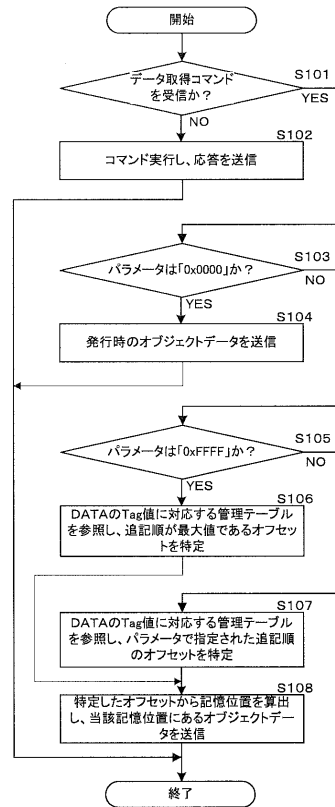 開始
データ取得コマンド
を受信か?
S101
YES
NO
S102
コマンド実行し、応答を送信
S103
パラメータは「0x0000」か?
NO
YES
S104
発行時のオブジェクトデータを送信
S105
パラメータは「0xFFFF」か?
NO
YES
S106
DATAのTag値に対応する管理テーブル
を参照し、追記順が最大値であるオフセッ
トを特定
S107
DATAのTag値に対応する管理テーブル
を参照し、パラメータで指定された追記順
のオフセットを特定
S108
特定したオフセットから記憶位置を算出
し、当該記憶位置にあるオブジェクトデー
タを送信
終了